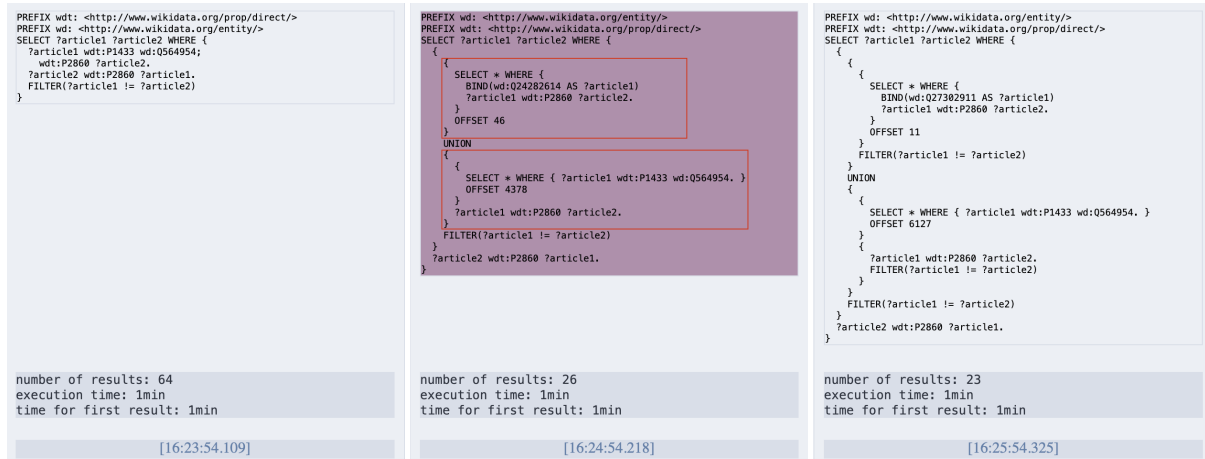 PREFIX wdt: <http://www.wikidata.org/prop/direct/>
PREFIX wd: <http://www.wikidata.org/entity/>
SELECT ?article1 ?article2 WHERE {
  ?article1 wdt:P1433 wd:Q564954;
    wdt:P2860 ?article2.
  ?article2 wdt:P2860 ?article1.
  FILTER(?article1 != ?article2)
}
number of results: 64
execution time: 1min
time for first result: 1min
[16:23:54.109]
PREFIX wd: <http://www.wikidata.org/entity/>
PREFIX wdt: <http://www.wikidata.org/prop/direct/>
SELECT ?article1 ?article2 WHERE {
  {
    {
      SELECT * WHERE {
        BIND(wd:Q24282614 AS ?article1)
        ?article1 wdt:P2860 ?article2.
      }
      OFFSET 46
    }
    UNION
    {
      {
        SELECT * WHERE { ?article1 wdt:P1433 wd:Q564954. }
        OFFSET 4378
      }
      ?article1 wdt:P2860 ?article2.
    }
    FILTER(?article1 != ?article2)
  }
  ?article2 wdt:P2860 ?article1.
}
number of results: 26
execution time: 1min
time for first result: 1min
[16:24:54.218]
PREFIX wd: <http://www.wikidata.org/entity/>
PREFIX wdt: <http://www.wikidata.org/prop/direct/>
SELECT ?article1 ?article2 WHERE {
  {
    {
      {
        SELECT * WHERE {
          BIND(wd:Q27302911 AS ?article1)
          ?article1 wdt:P2860 ?article2.
        }
        OFFSET 11
      }
      FILTER(?article1 != ?article2)
    }
    UNION
    {
      {
        SELECT * WHERE { ?article1 wdt:P1433 wd:Q564954. }
        OFFSET 6127
      }
      {
        ?article1 wdt:P2860 ?article2.
        FILTER(?article1 != ?article2)
      }
    }
    FILTER(?article1 != ?article2)
  }
  ?article2 wdt:P2860 ?article1.
}
number of results: 23
execution time: 1min
time for first result: 1min
[16:25:54.325]